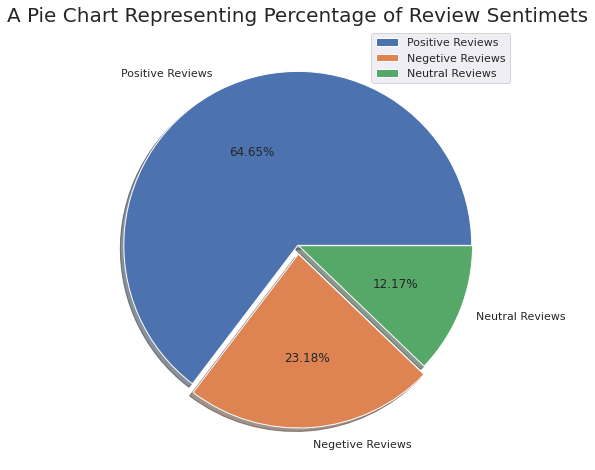 A Pie Chart Representing Percentage of Review Sentimets
Positive Reviews
Negetive Reviews
Neutral Reviews
Positive Reviews
64.65%
12.17%
Neutral Reviews
23.18%
Negetive Reviews